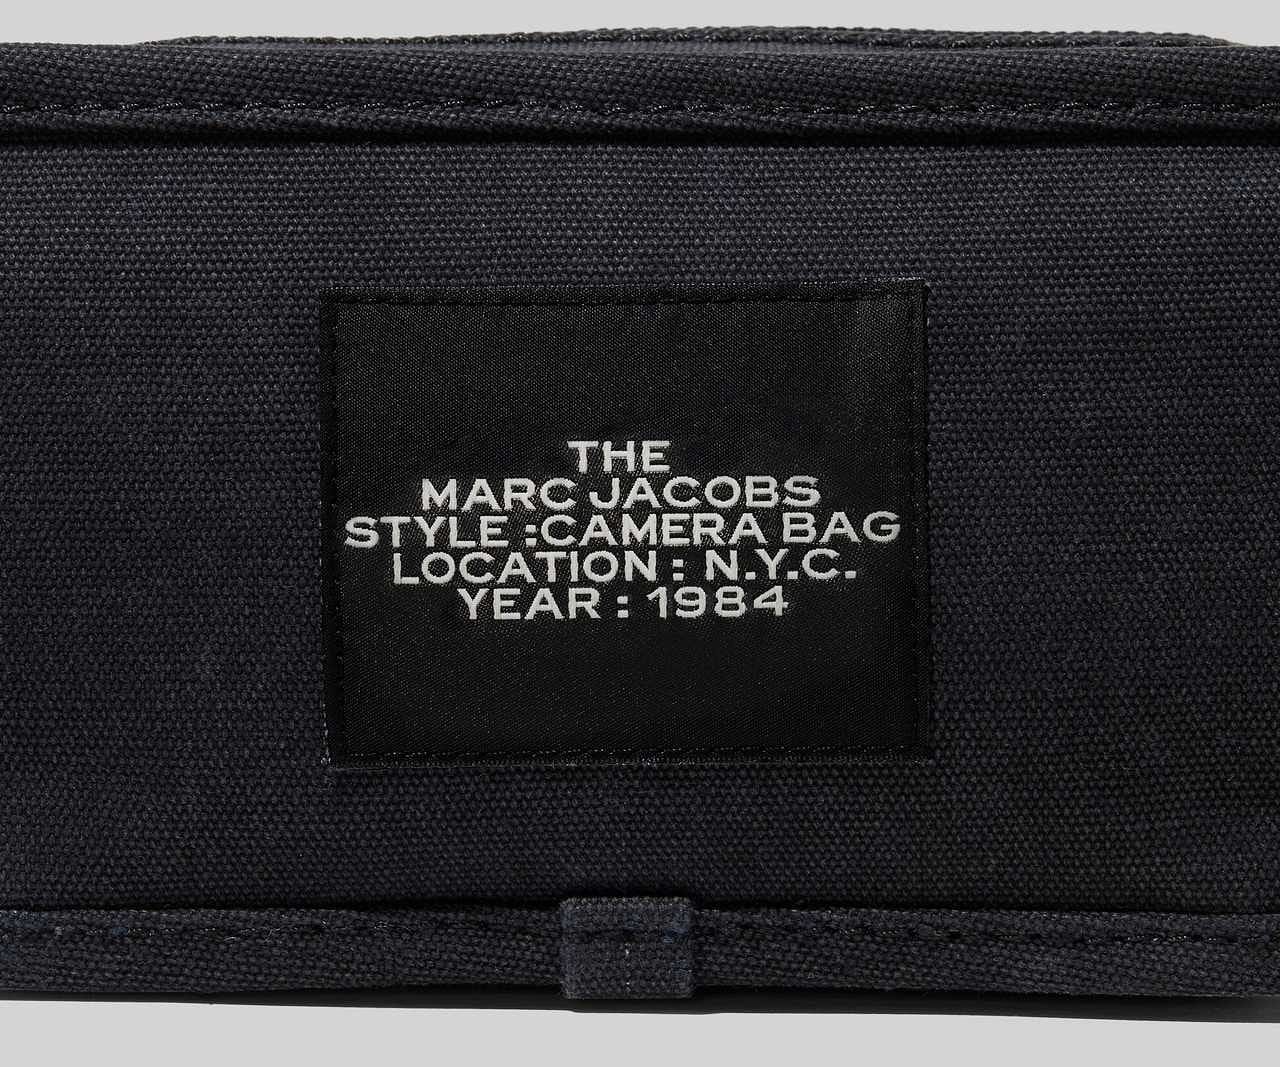 THE
MARC JACOBS
STYLE :CAMERA BAG
LOCATION : N.Y.C.
YEAR : 1984